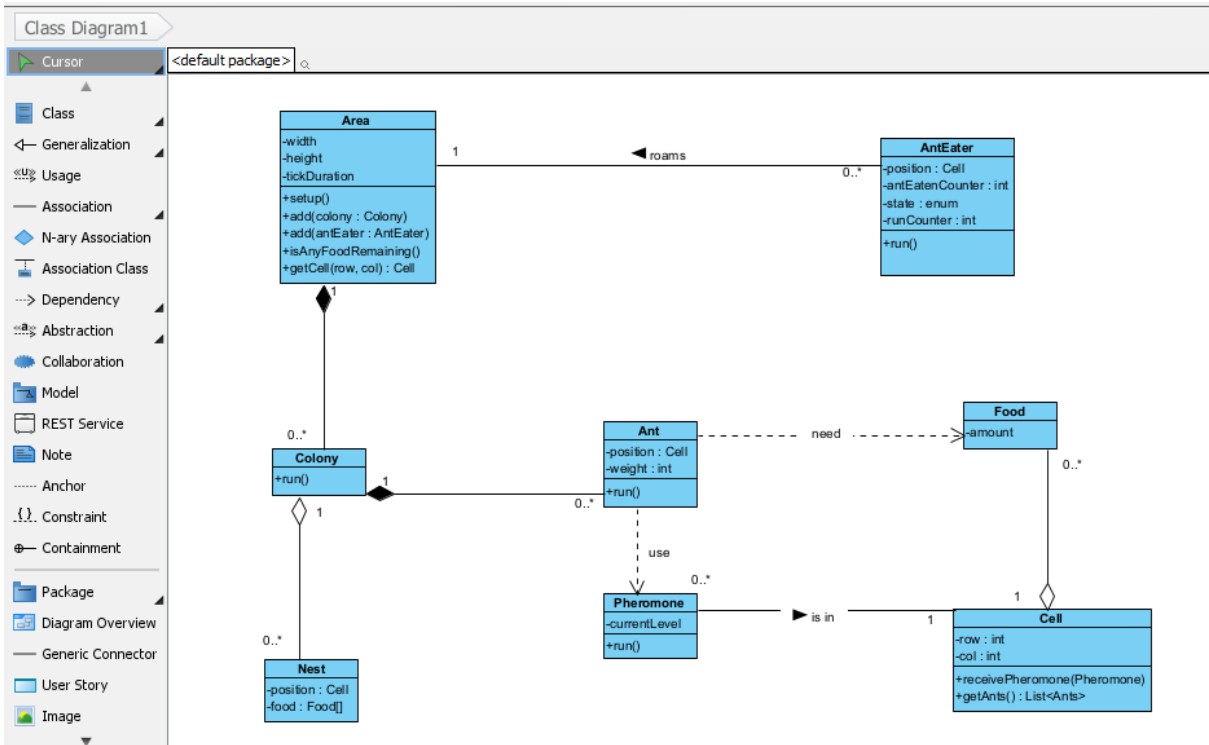 Class Diagram1
Cursor
Class
Generalization
«U» Usage
Association
N-ary Association
Association Class
Dependency
«a» Abstraction
Collaboration
Model
REST Service
Note
Anchor
{ } Constraint
Containment
Package
Diagram Overview
Generic Connector
User Story
Image
<default package>
Area
-width
-height
-tickDuration
+setup()
+add(colony : Colony)
+add(antEater : AntEater)
+isAnyFoodRemaining()
+getCell(row, col) : Cell
1
roams
0..*
AntEater
-position : Cell
-antEatenCounter : int
-state : enum
-runCounter : int
+run()
1
0..*
Colony
+run()
1
0..*
Ant
-position : Cell
-weight : int
+run()
need
Food
-amount
0..*
1
use
0..*
Pheromone
-currentLevel
+run()
is in
1
1
Cell
-row : int
-col : int
+receivePheromone(Pheromone)
+getAnts() : List<Ants>
0..*
Nest
-position : Cell
-food : Food[]